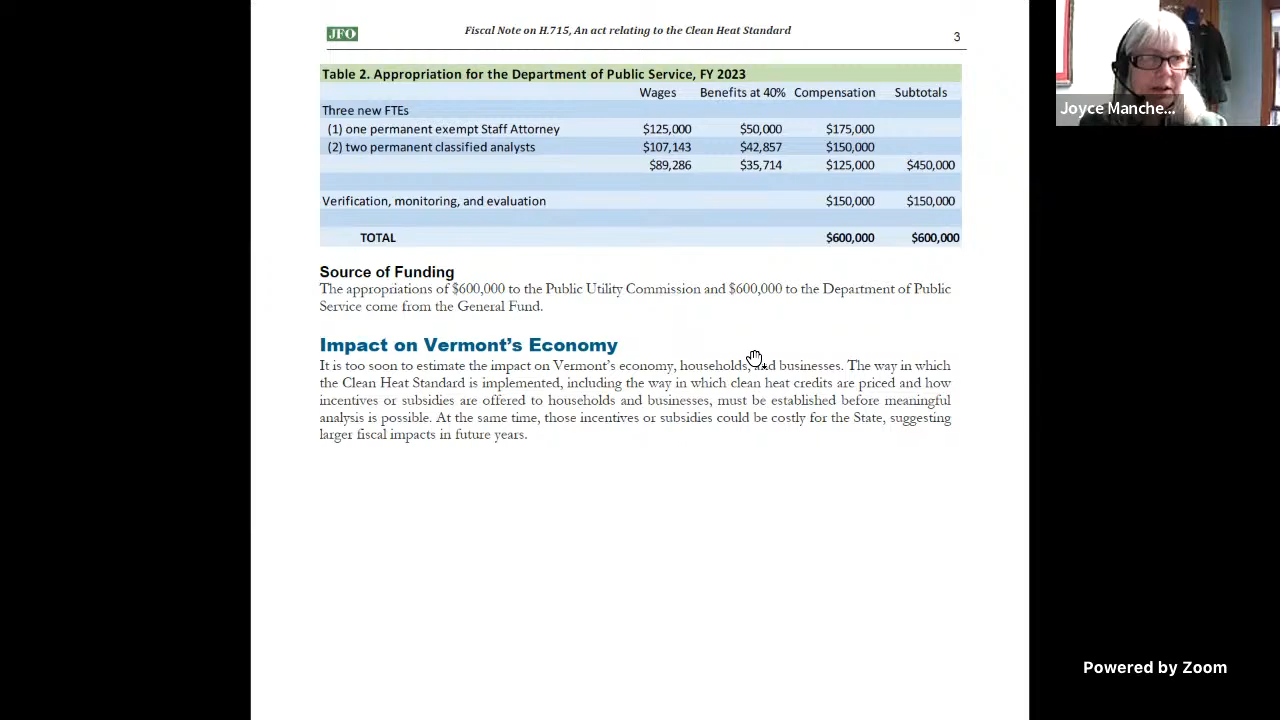 JFO
Fiscal Note on H.715, An act relating to the Clean Heat Standard
3
Joyce Manche...
Table 2. Appropriation for the Department of Public Service, FY 2023
Wages Benefits at 40% Compensation Subtotals
Three new FTEs
(1) one permanent exempt Staff Attorney $125,000 $50,000 $175,000
(2) two permanent classified analysts $107,143 $42,857 $150,000
$89,286 $35,714 $125,000 $450,000
Verification, monitoring, and evaluation $150,000 $150,000
TOTAL $600,000 $600,000
Source of Funding
The appropriations of $600,000 to the Public Utility Commission and $600,000 to the Department of Public
Service come from the General Fund.
Impact on Vermont's Economy
It is too soon to estimate the impact on Vermont's economy, households, and businesses. The way in which
the Clean Heat Standard is implemented, including the way in which clean heat credits are priced and how
incentives or subsidies are offered to households and businesses, must be established before meaningful
analysis is possible. At the same time, those incentives or subsidies could be costly for the State, suggesting
larger fiscal impacts in future years.
Powered by Zoom